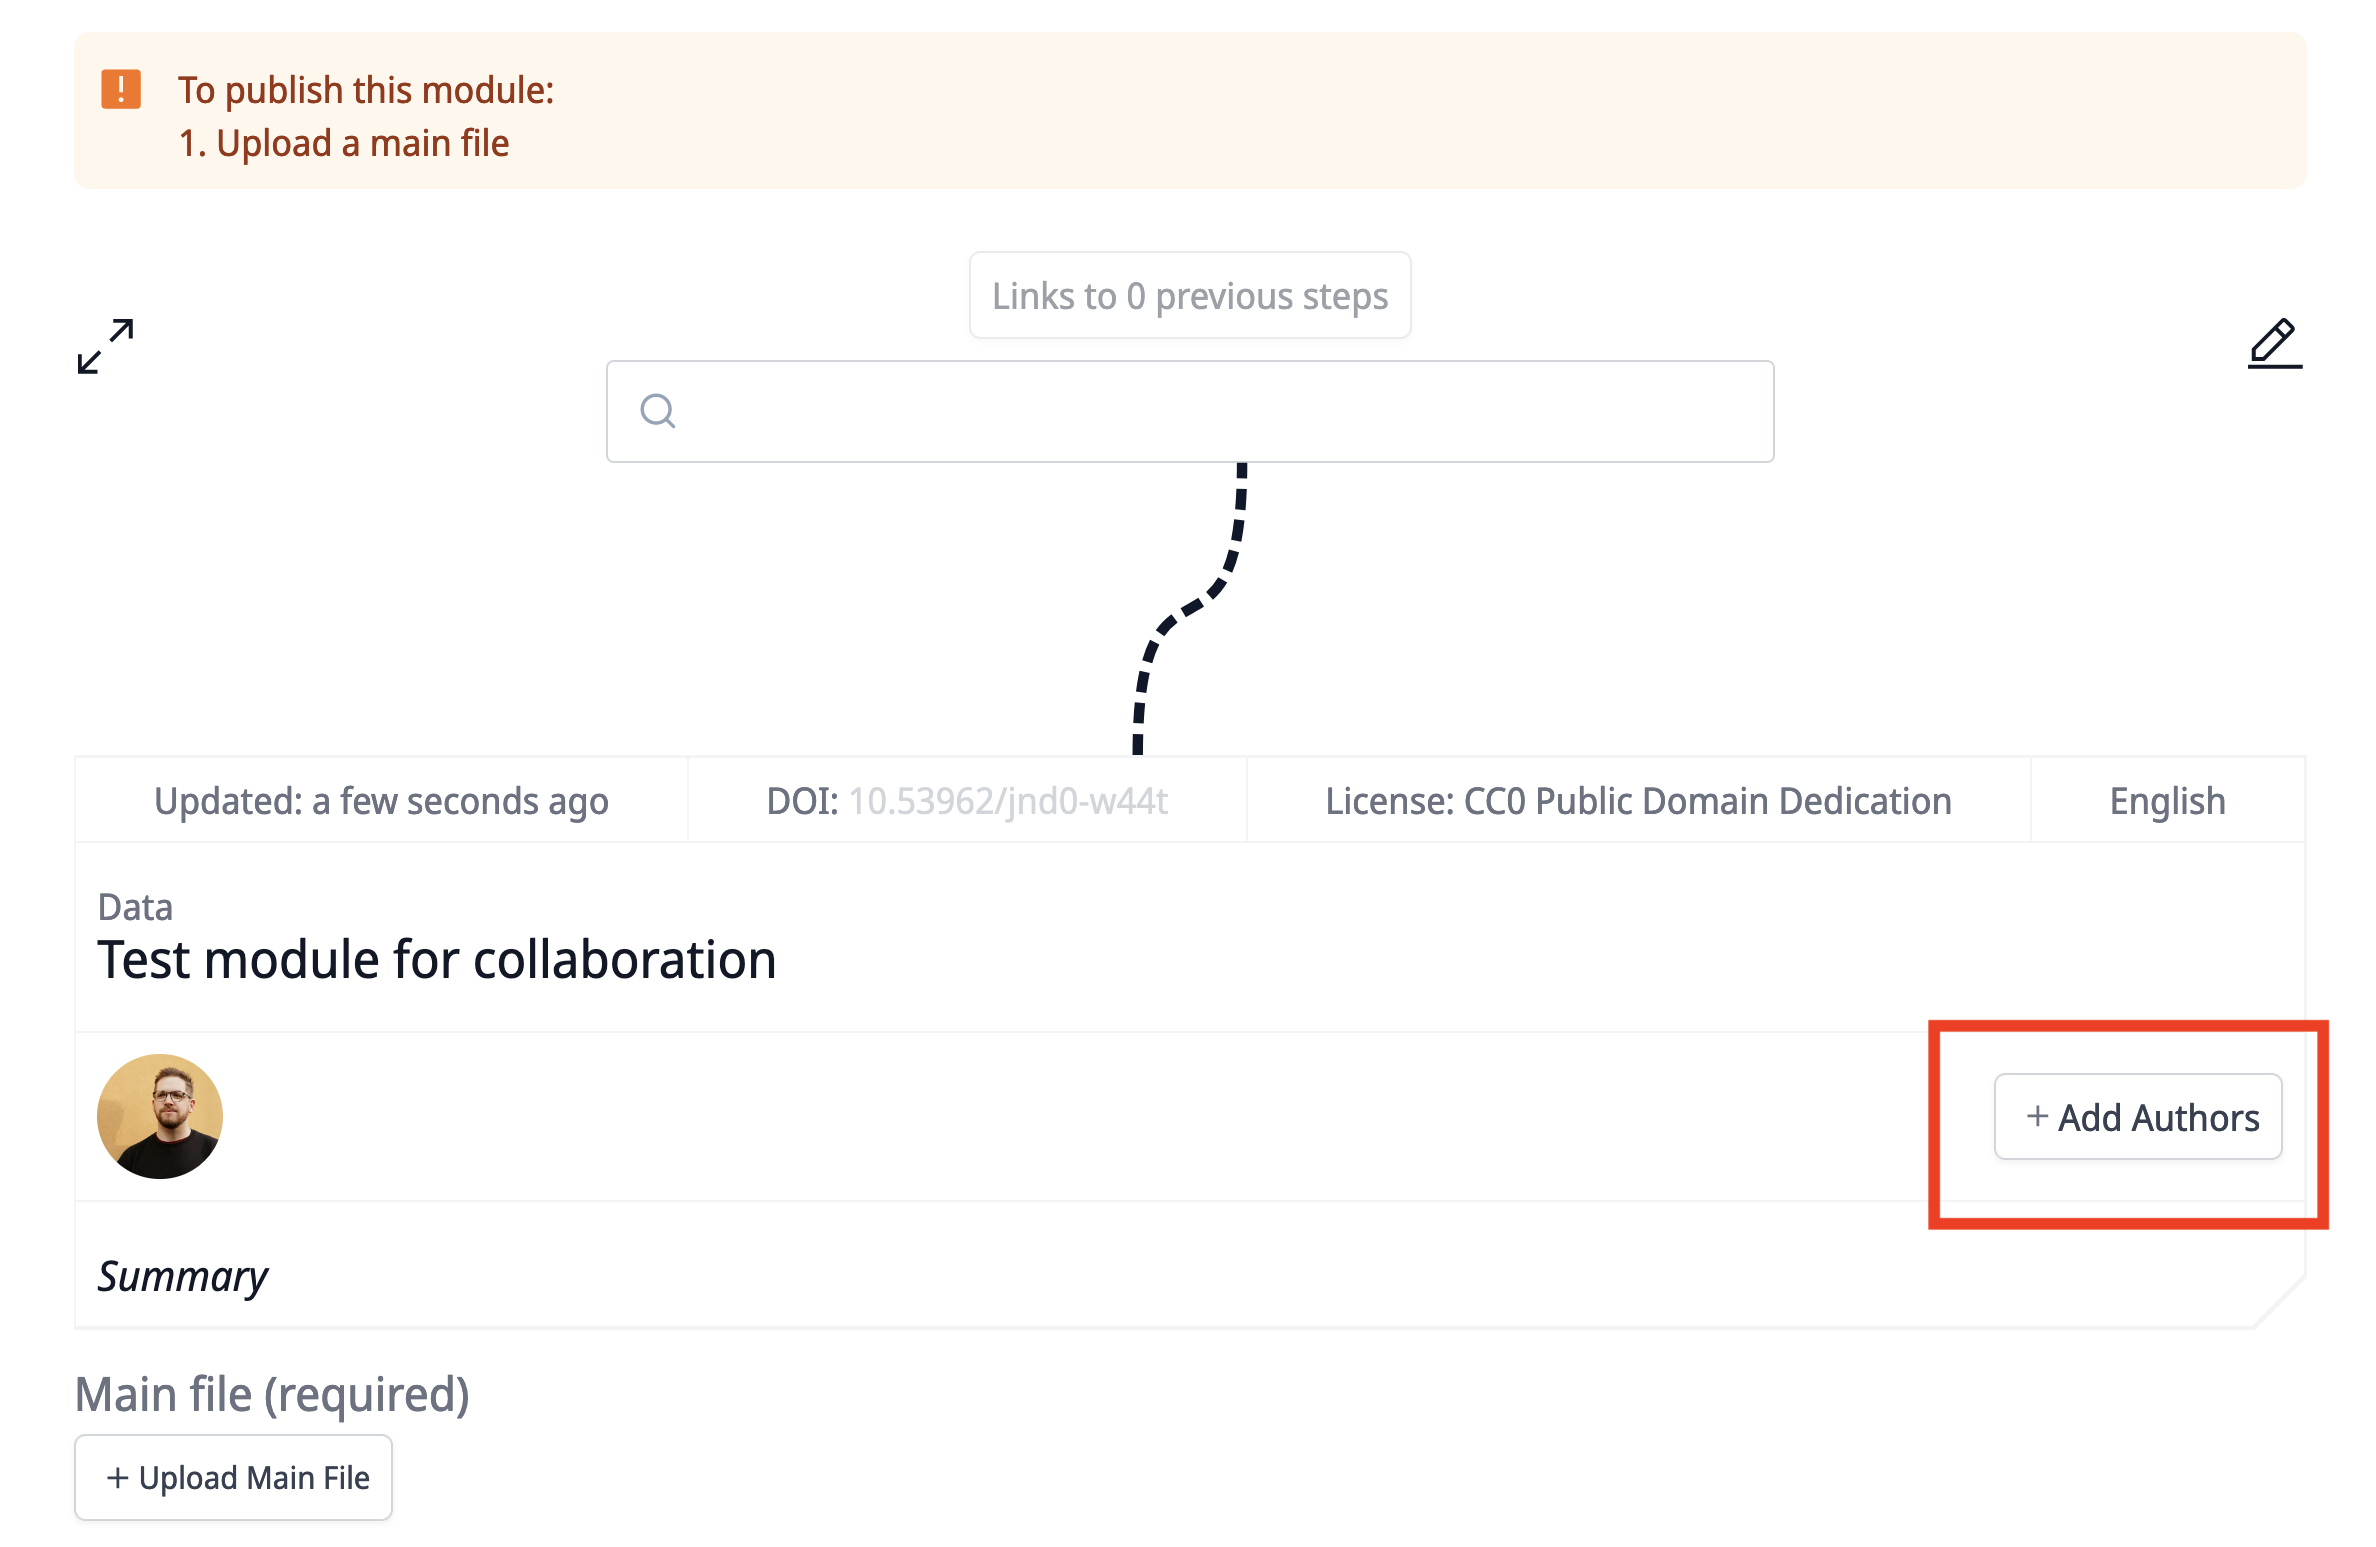 To publish this module:
1. Upload a main file
Links to 0 previous steps
Updated: a few seconds ago
DOI: 10.53962/jnd0-w44t
License: CC0 Public Domain Dedication
English
Data
Test module for collaboration
+ Add Authors
Summary
Main file (required)
+ Upload Main File